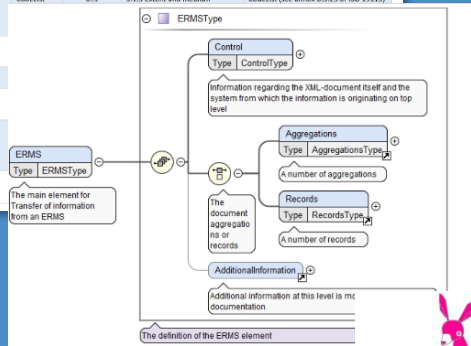 ERMSType
Control
Type ControlType
Information regarding the XML-document itself and the
system from which the information is originating on top
level
Aggregations
Type AggregationsType
A number of aggregations
ERMS
Type ERMSType
The main element for
Transfer of information
from an ERMS
The
document
aggregatio
ns or
records
Records
Type RecordsType
A number of records
AdditionalInformation
Additional information at this level is mo
documentation
The definition of the ERMS element